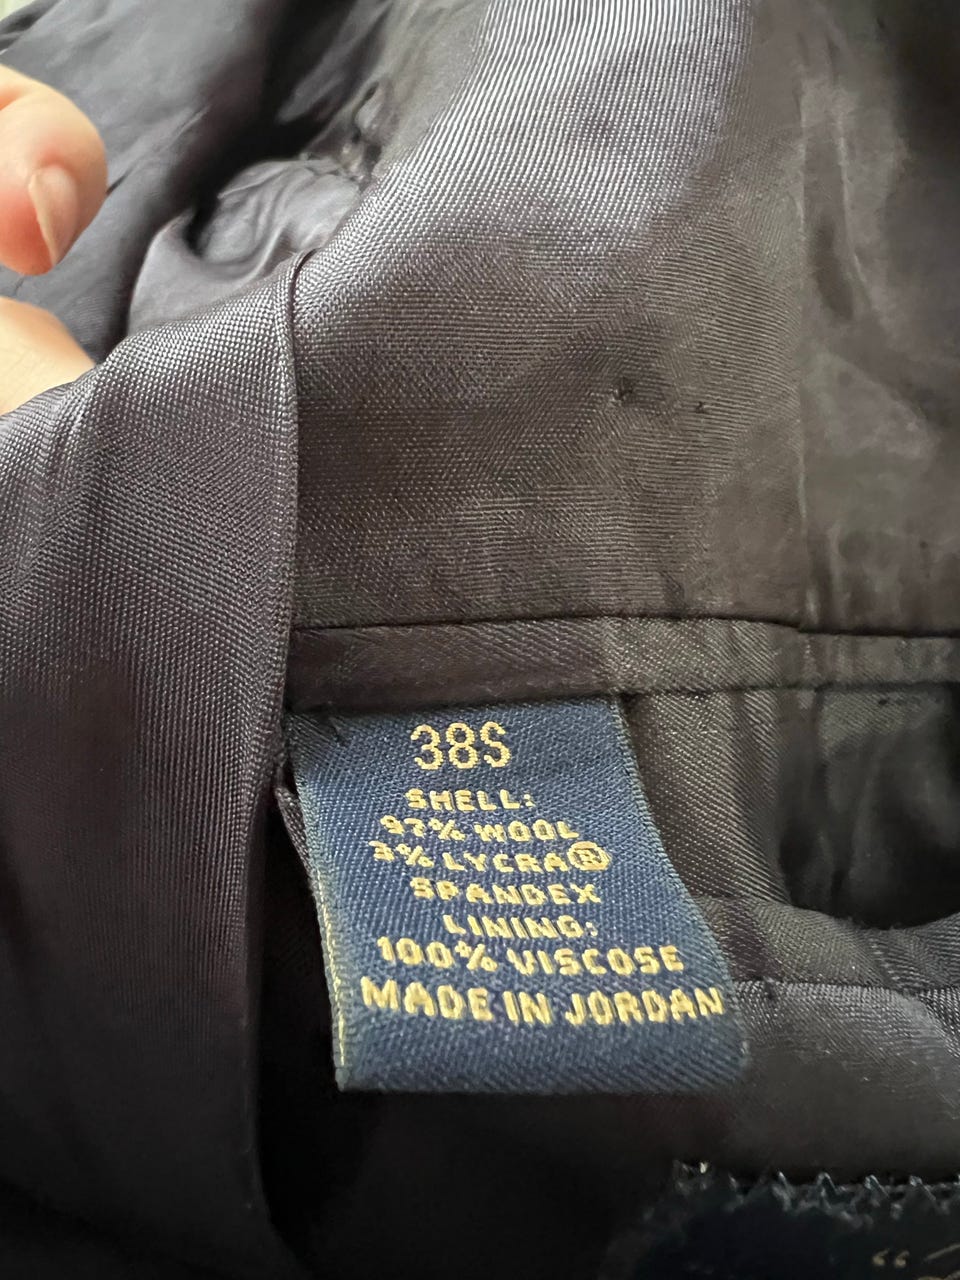 38S
SHELL:
97% WOOL
3% LYCRA®
SPANDEX
LINING:
100% VISCOSE
MADE IN JORDAN